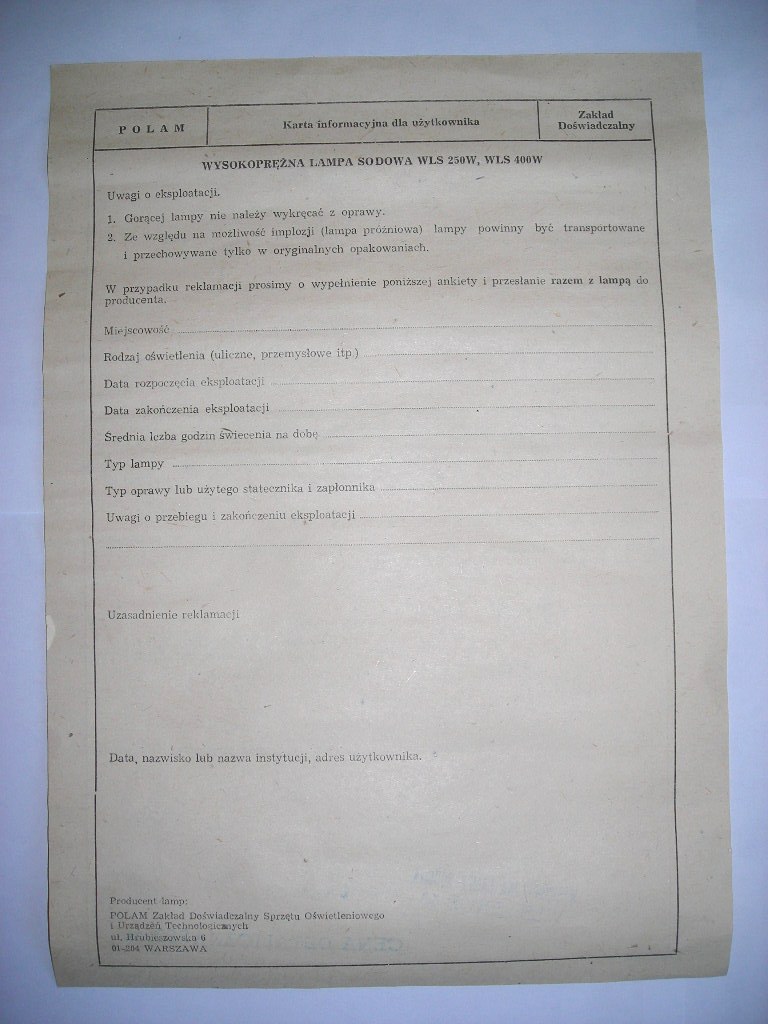 POLAM
Karta informacyjna dla użytkownika
Zakład
Doświadczalny
WYSOKOPRĘŻNA LAMPA SODOWA WLS 250W, WLS 400W
Uwagi o eksploatacji.
1. Gorącej lampy nie należy wykręcać z oprawy.
2. Ze względu na możliwość implozji (lampa próżniowa) lampy powinny być transportowane
i przechowywane tylko w oryginalnych opakowaniach.
W przypadku reklamacji prosimy o wypełnienie poniższej ankiety i przesłanie razem z lampą do
producenta.
Miejscowość
Rodzaj oświetlenia (uliczne, przemysłowe itp.)
Data rozpoczęcia eksploatacji
Data zakończenia eksploatacji
Średnia lczba godzin świecenia na dobę
Typ lampy
Typ oprawy lub użytego statecznika i zapłonnika
Uwagi o przebiegu i zakończeniu eksploatacji
Uzasadnienie reklamacji
Data, nazwisko lub nazwa instytucji, adres użytkownika.
Producent lamp:
POLAM Zakład Doświadczalny Sprzętu Oświetleniowego
i Urządzeń Technologicznych
ul. Hrubieszowska 6
01-204 WARSZAWA